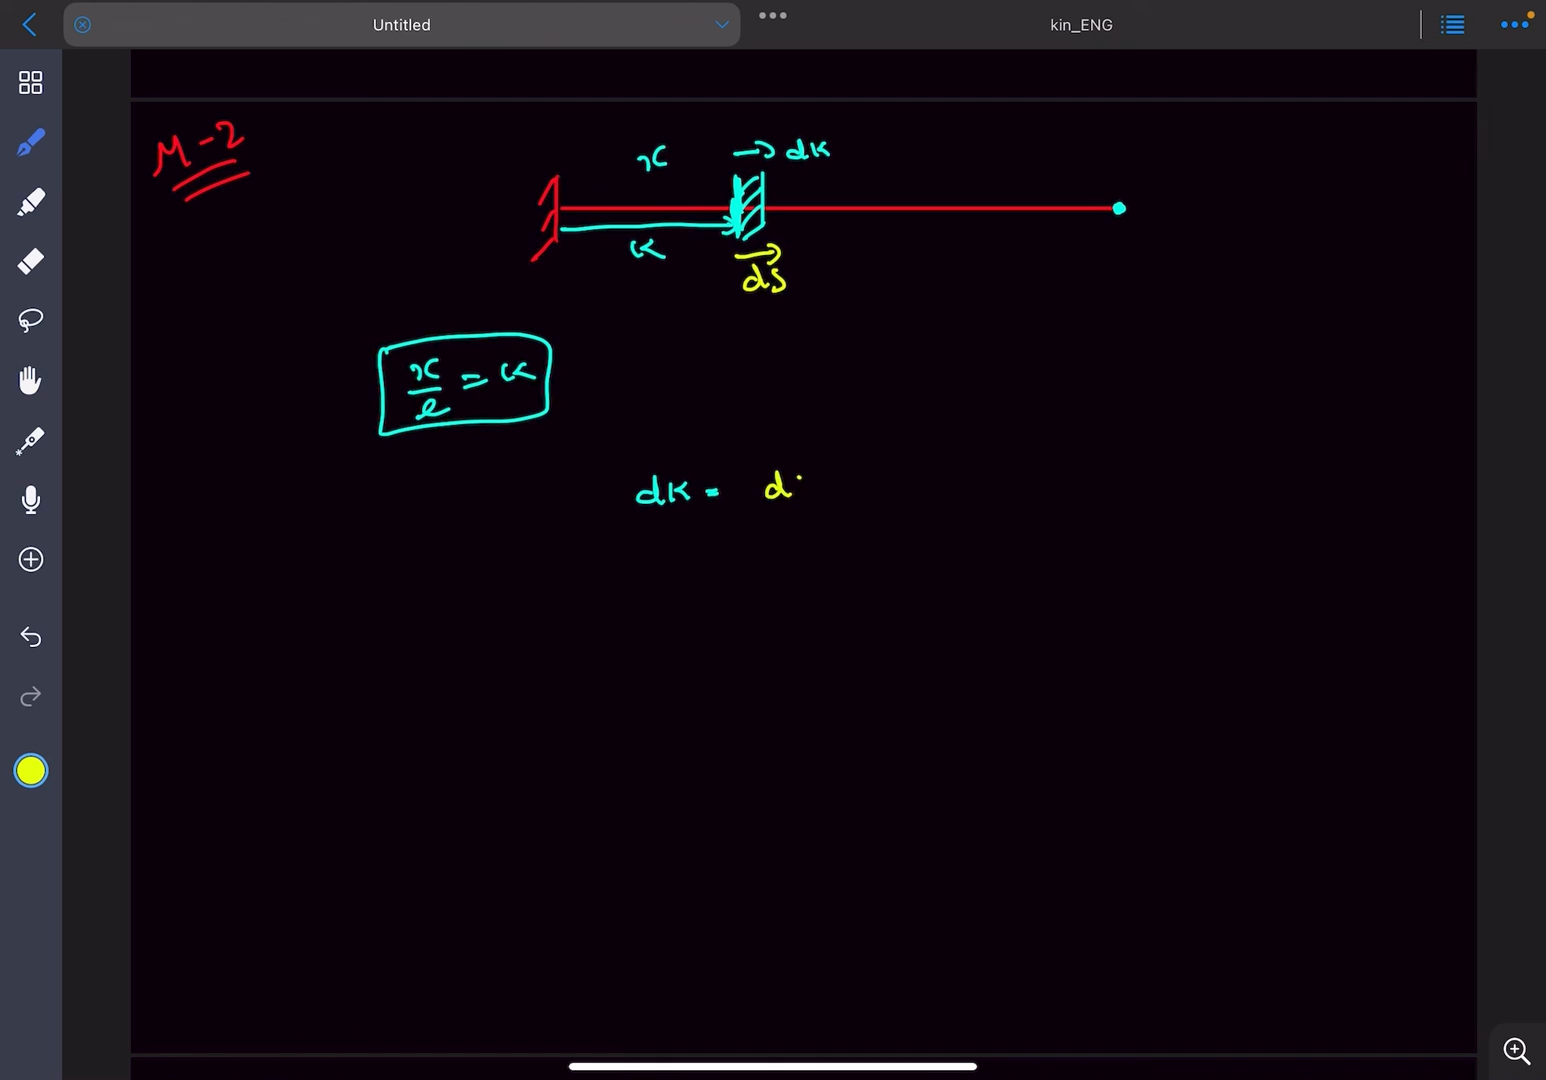 Untitled
kin_ENG
M-2
x → dk
k
ds
x/l = k
dk = d